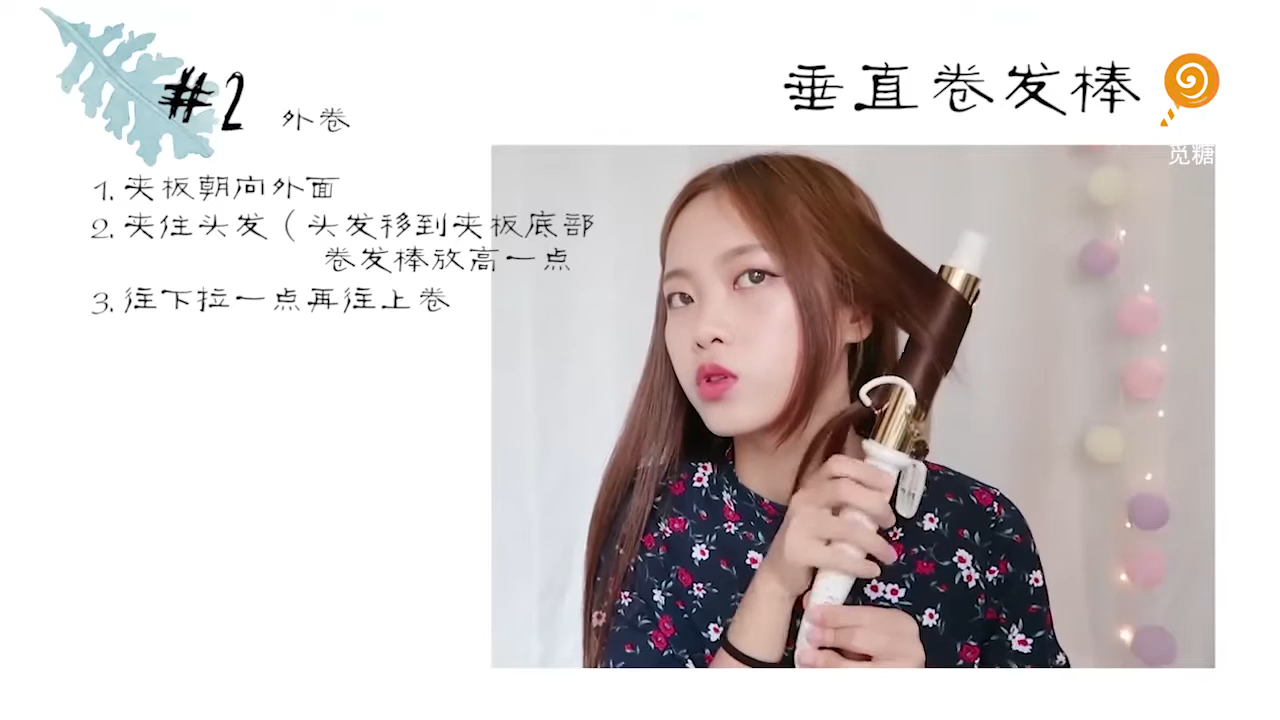 #2 外卷
垂直卷发棒
觅糖
1. 夹板朝向外面
2. 夹住头发（头发移到夹板底部
卷发棒放高一点
3. 往下拉一点再往上卷